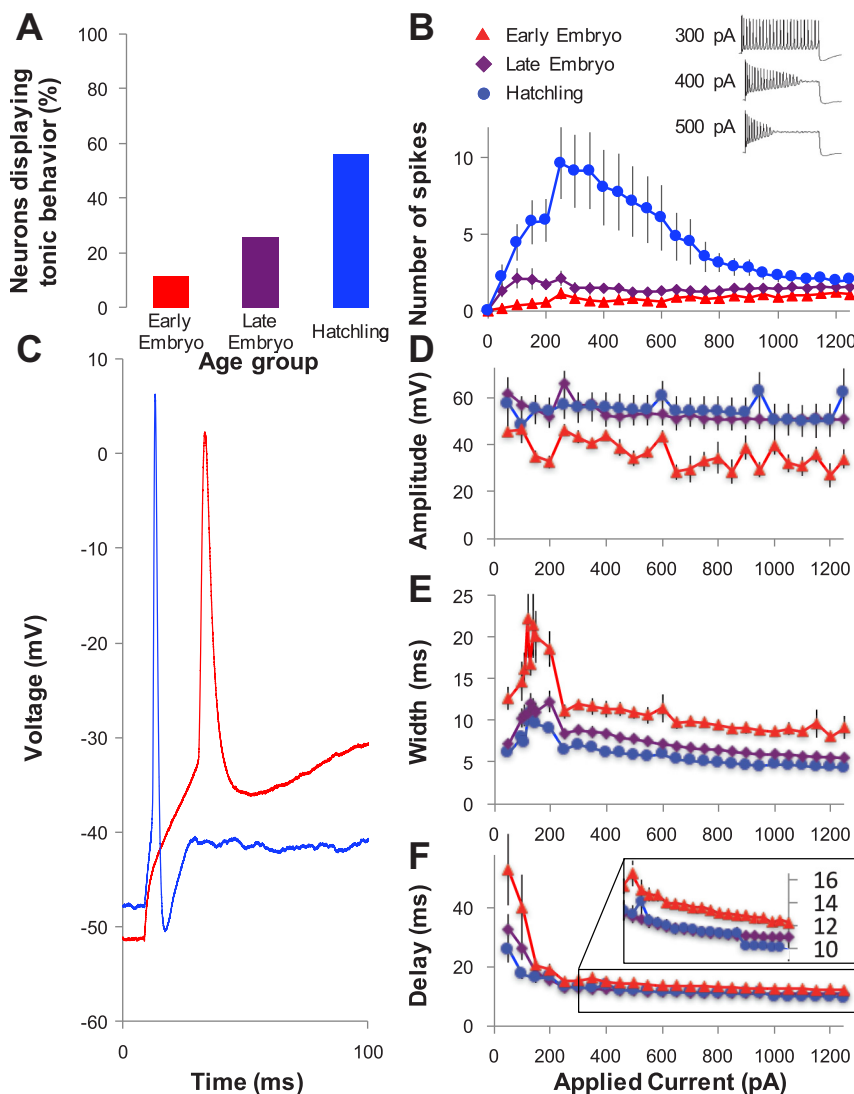 A
Neurons displaying
tonic behavior (%)
100
80
60
40
20
0
Early
Embryo
Late
Embryo
Hatchling
Age group
B
Early Embryo
Late Embryo
Hatchling
300 pA
400 pA
500 pA
Number of spikes
10
5
0
0 200 400 600 800 1000 1200
C
Voltage (mV)
10
0
-10
-20
-30
-40
-50
-60
0 100
Time (ms)
D
Amplitude (mV)
60
40
20
0
0 200 400 600 800 1000 1200
E
Width (ms)
25
20
15
10
5
0
0 200 400 600 800 1000 1200
F
Delay (ms)
40
20
0
16
14
12
10
0 200 400 600 800 1000 1200
Applied Current (pA)